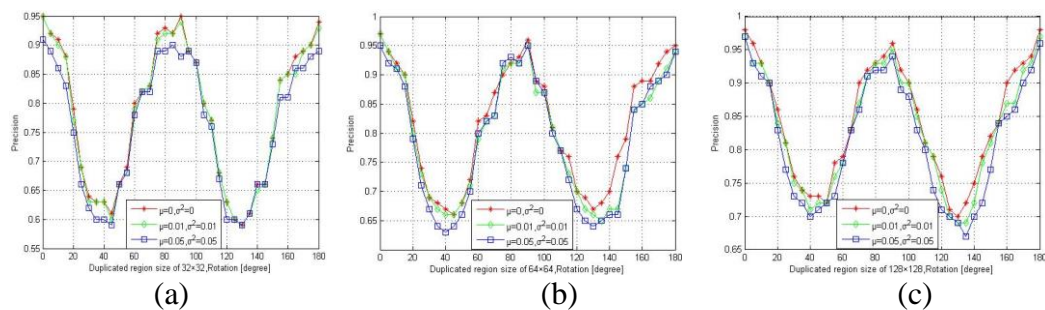 0.95
0.9
0.85
0.8
0.75
0.7
0.65
0.6
0.55
Precision
μ=0,σ²=0
μ=0.01,σ²=0.01
μ=0.05,σ²=0.05
0 20 40 60 80 100 120 140 160 180
Duplicated region size of 32×32,Rotation [degree]
(a)
1
0.95
0.9
0.85
0.8
0.75
0.7
0.65
Precision
μ=0,σ²=0
μ=0.01,σ²=0.01
μ=0.05,σ²=0.05
0 20 40 60 80 100 120 140 160 180
Duplicated region size of 64×64,Rotation [degree]
(b)
1
0.95
0.9
0.85
0.8
0.75
0.7
0.65
Precision
μ=0,σ²=0
μ=0.01,σ²=0.01
μ=0.05,σ²=0.05
0 20 40 60 80 100 120 140 160 180
Duplicated region size of 128×128,Rotation [degree]
(c)